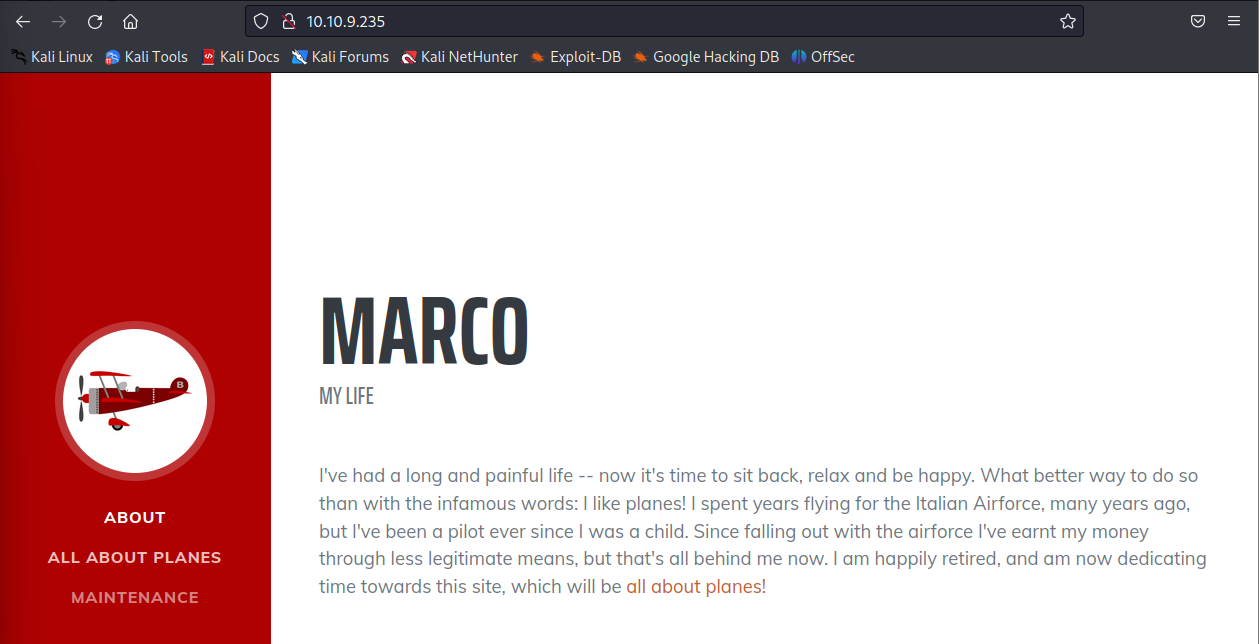 10.10.9.235
Kali Linux Kali Tools Kali Docs Kali Forums Kali NetHunter Exploit-DB Google Hacking DB OffSec
B
ABOUT
ALL ABOUT PLANES
MAINTENANCE
MARCO
MY LIFE
I've had a long and painful life -- now it's time to sit back, relax and be happy. What better way to do so
than with the infamous words: I like planes! I spent years flying for the Italian Airforce, many years ago,
but I've been a pilot ever since I was a child. Since falling out with the airforce I've earnt my money
through less legitimate means, but that's all behind me now. I am happily retired, and am now dedicating
time towards this site, which will be all about planes!